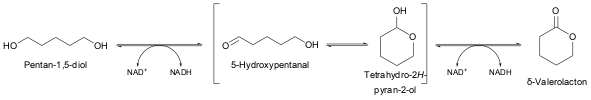 HO
OH
Pentan-1,5-diol
NAD+
NADH
O
OH
5-Hydroxypentanal
OH
O
Tetrahydro-2H-
pyran-2-ol
NAD+
NADH
O
O
δ-Valerolacton